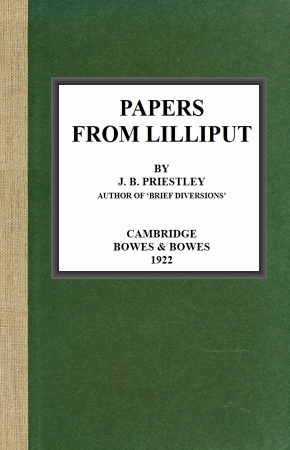 PAPERS
FROM LILLIPUT
BY
J. B. PRIESTLEY
AUTHOR OF ‘BRIEF DIVERSIONS’
CAMBRIDGE
BOWES & BOWES
1922